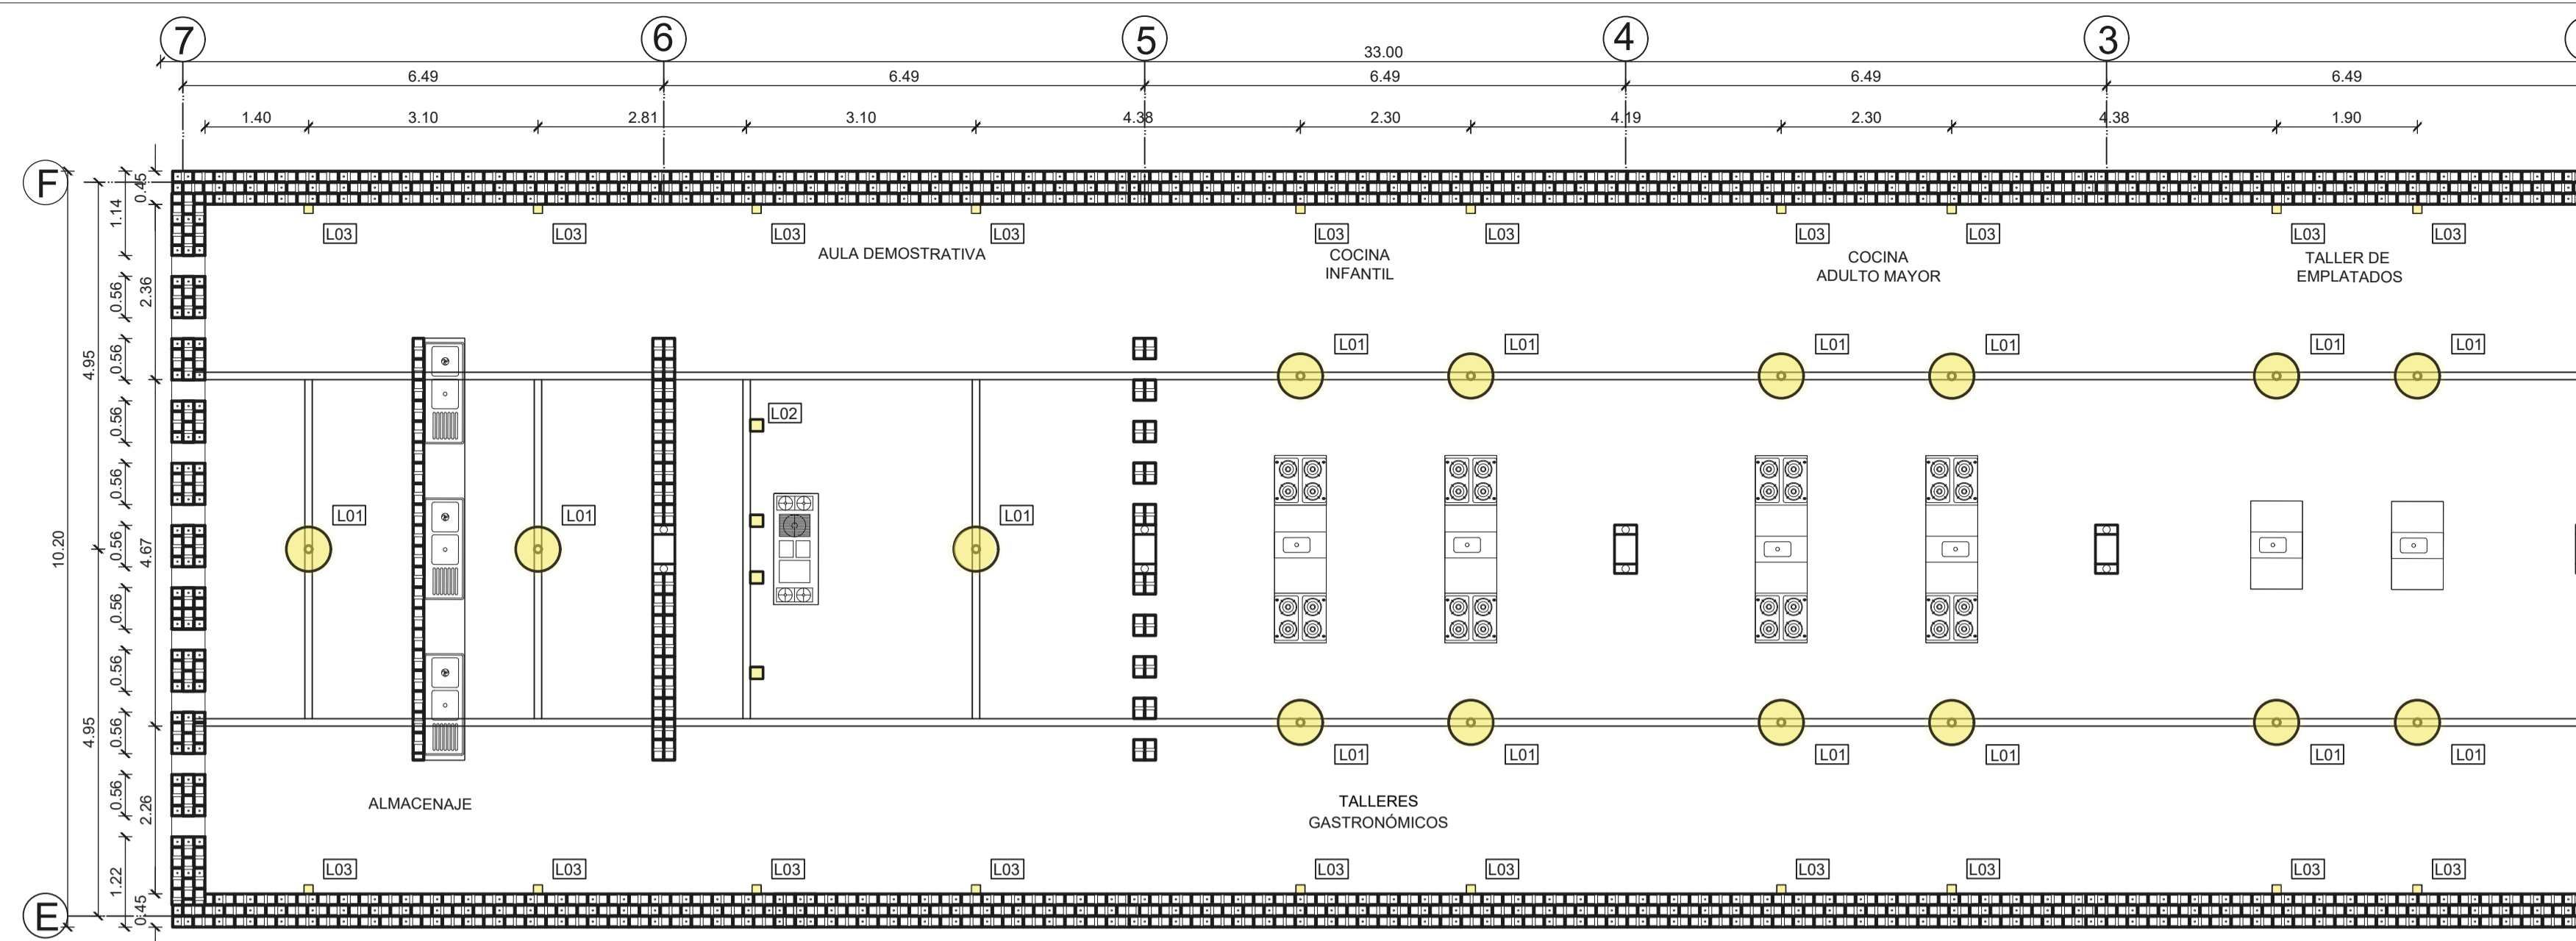 7 6 5 4 3
33.00
6.49 6.49 6.49 6.49 6.49
1.40 3.10 2.81 3.10 4.38 2.30 4.19 2.30 4.38 1.90
F
0.45
1.14
L03 L03 L03 L03 L03 L03 L03 L03 L03 L03
AULA DEMOSTRATIVA
COCINA
INFANTIL
COCINA
ADULTO MAYOR
TALLER DE
EMPLATADOS
0.56
2.36
L01 L01 L01 L01 L01 L01
4.95
0.56
L02
0.56
0.56
L01 L01 L01
10.20
0.56
4.67
0.56
0.56
4.95
0.56
L01 L01 L01 L01 L01 L01
0.56
2.26
ALMACENAJE
TALLERES
GASTRONÓMICOS
L03 L03 L03 L03 L03 L03 L03 L03 L03 L03
1.22
0.45
E